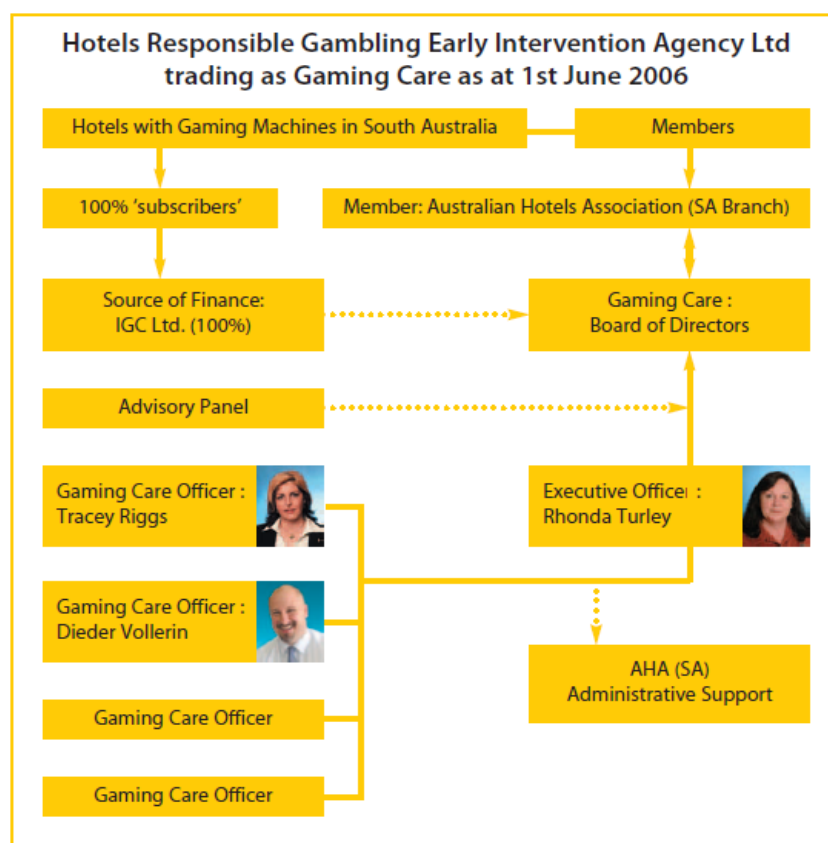 Hotels Responsible Gambling Early Intervention Agency Ltd
trading as Gaming Care as at 1st June 2006
Hotels with Gaming Machines in South Australia
Members
100% ‘subscribers’
Member: Australian Hotels Association (SA Branch)
Source of Finance:
IGC Ltd. (100%)
Gaming Care :
Board of Directors
Advisory Panel
Gaming Care Officer :
Tracey Riggs
Executive Officer :
Rhonda Turley
Gaming Care Officer :
Dieder Vollerin
AHA (SA)
Administrative Support
Gaming Care Officer
Gaming Care Officer